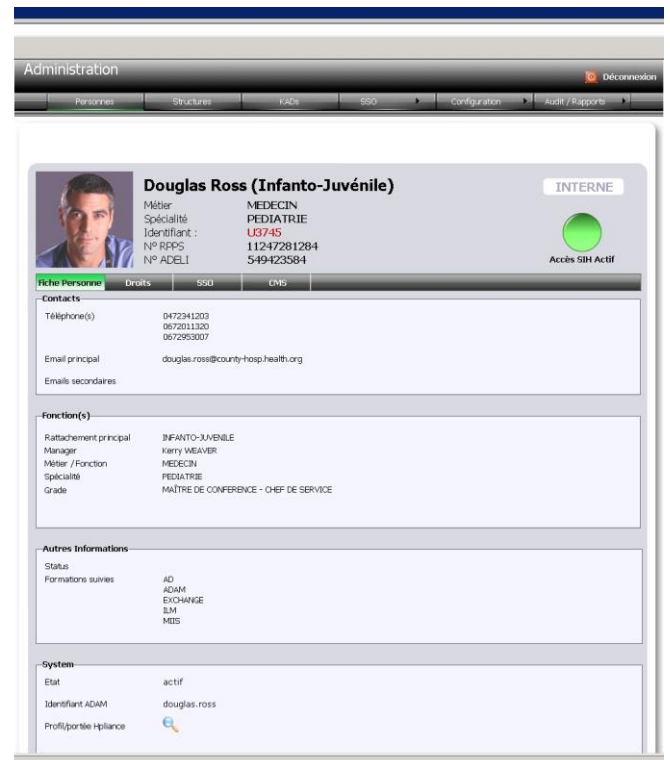 Administration
Déconnexion
Personnes Structures KADs SSO Configuration Audit / Rapports
Douglas Ross (Infanto-Juvénile)
INTERNE
Métier MEDECIN
Spécialité PEDIATRIE
Identifiant : U3745
N° RPPS 11247281284
N° ADELI 549423584
Accès SIH Actif
Fiche Personne Droits SSO CMS
Contacts
Téléphone(s) 0472341203
0672011320
0672953007
Email principal douglas.ross@county-hosp.health.org
Emails secondaires
Fonction(s)
Rattachement principal INFANTO-JUVENILE
Manager Kerry WEAVER
Métier / Fonction MEDECIN
Spécialité PEDIATRIE
Grade MAÎTRE DE CONFERENCE - CHEF DE SERVICE
Autres Informations
Status
Formations suivies AD
ADAM
EXCHANGE
ILM
MIIS
System
Etat actif
Identifiant ADAM douglas.ross
Profil/portée Hpliance